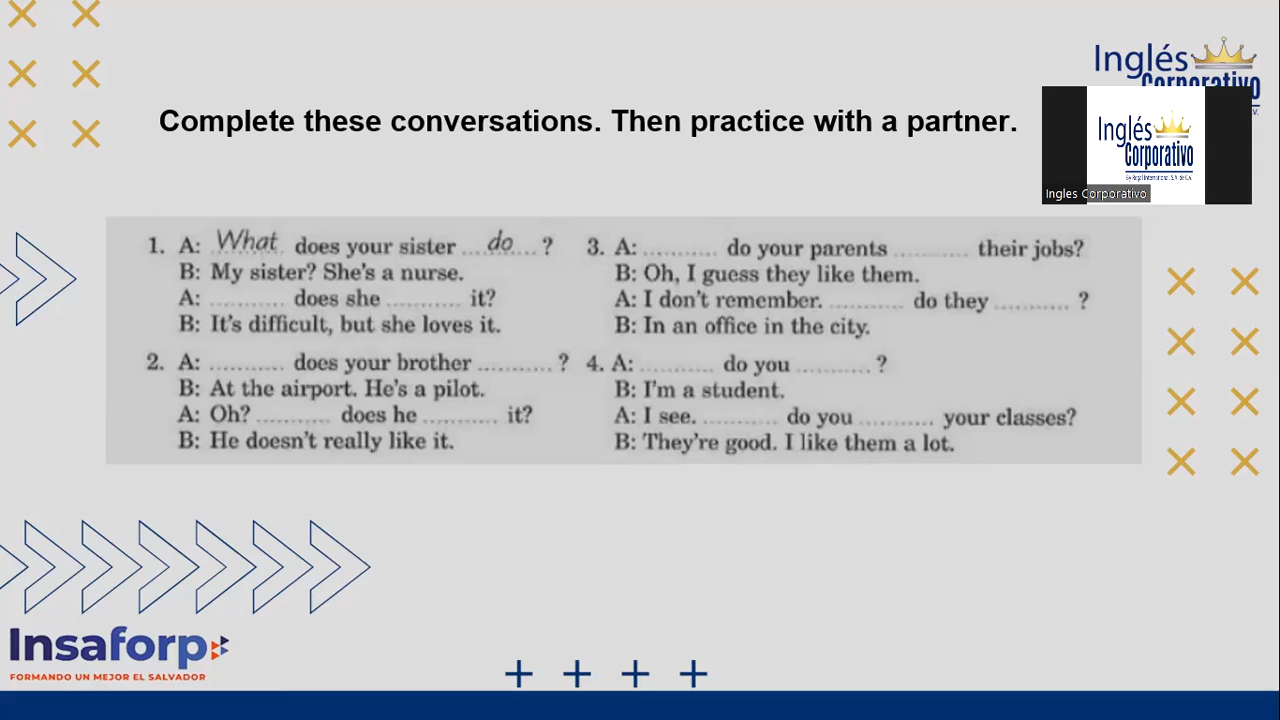 Inglés
Corporativo
Complete these conversations. Then practice with a partner.
Inglés
Corporativo
Ingles Corporativo
1. A: What does your sister do ?
B: My sister? She's a nurse.
A: ........... does she ........... it?
B: It's difficult, but she loves it.
2. A: ........... does your brother ........... ?
B: At the airport. He's a pilot.
A: Oh? ........... does he ........... it?
B: He doesn't really like it.
3. A: ........... do your parents ........... their jobs?
B: Oh, I guess they like them.
A: I don't remember. ........... do they ........... ?
B: In an office in the city.
4. A: ........... do you ........... ?
B: I'm a student.
A: I see. ........... do you ........... your classes?
B: They're good. I like them a lot.
Insaforp
FORMANDO UN MEJOR EL SALVADOR